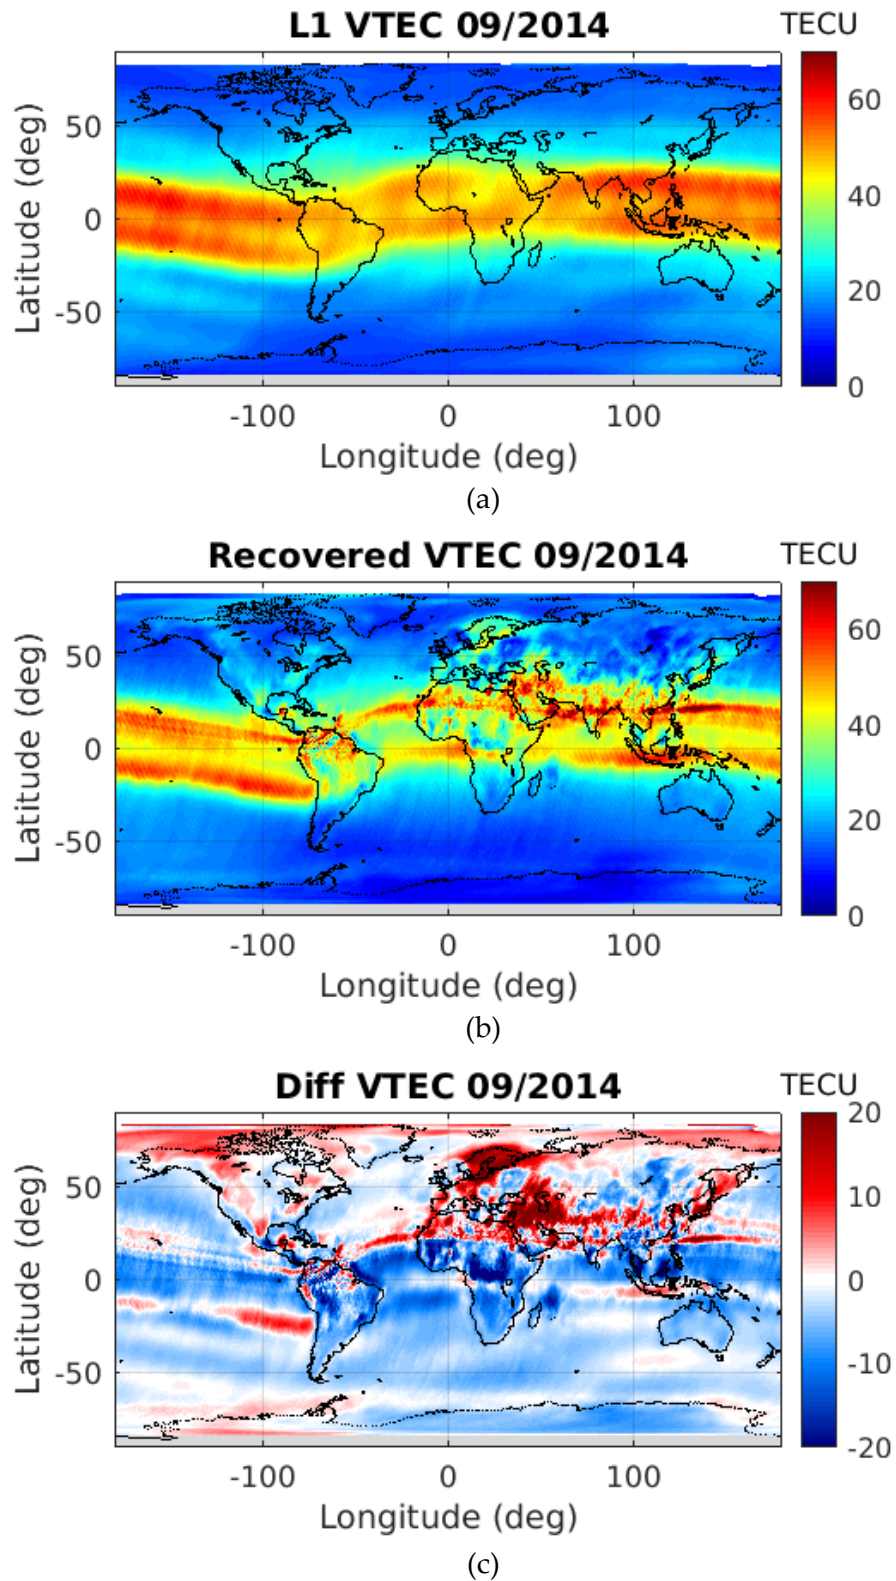 L1 VTEC 09/2014 TECU
60
40
20
0
50
0
-50
Latitude (deg)
-100 0 100
Longitude (deg)
(a)
Recovered VTEC 09/2014 TECU
60
40
20
0
50
0
-50
Latitude (deg)
-100 0 100
Longitude (deg)
(b)
Diff VTEC 09/2014 TECU
20
10
0
-10
-20
50
0
-50
Latitude (deg)
-100 0 100
Longitude (deg)
(c)